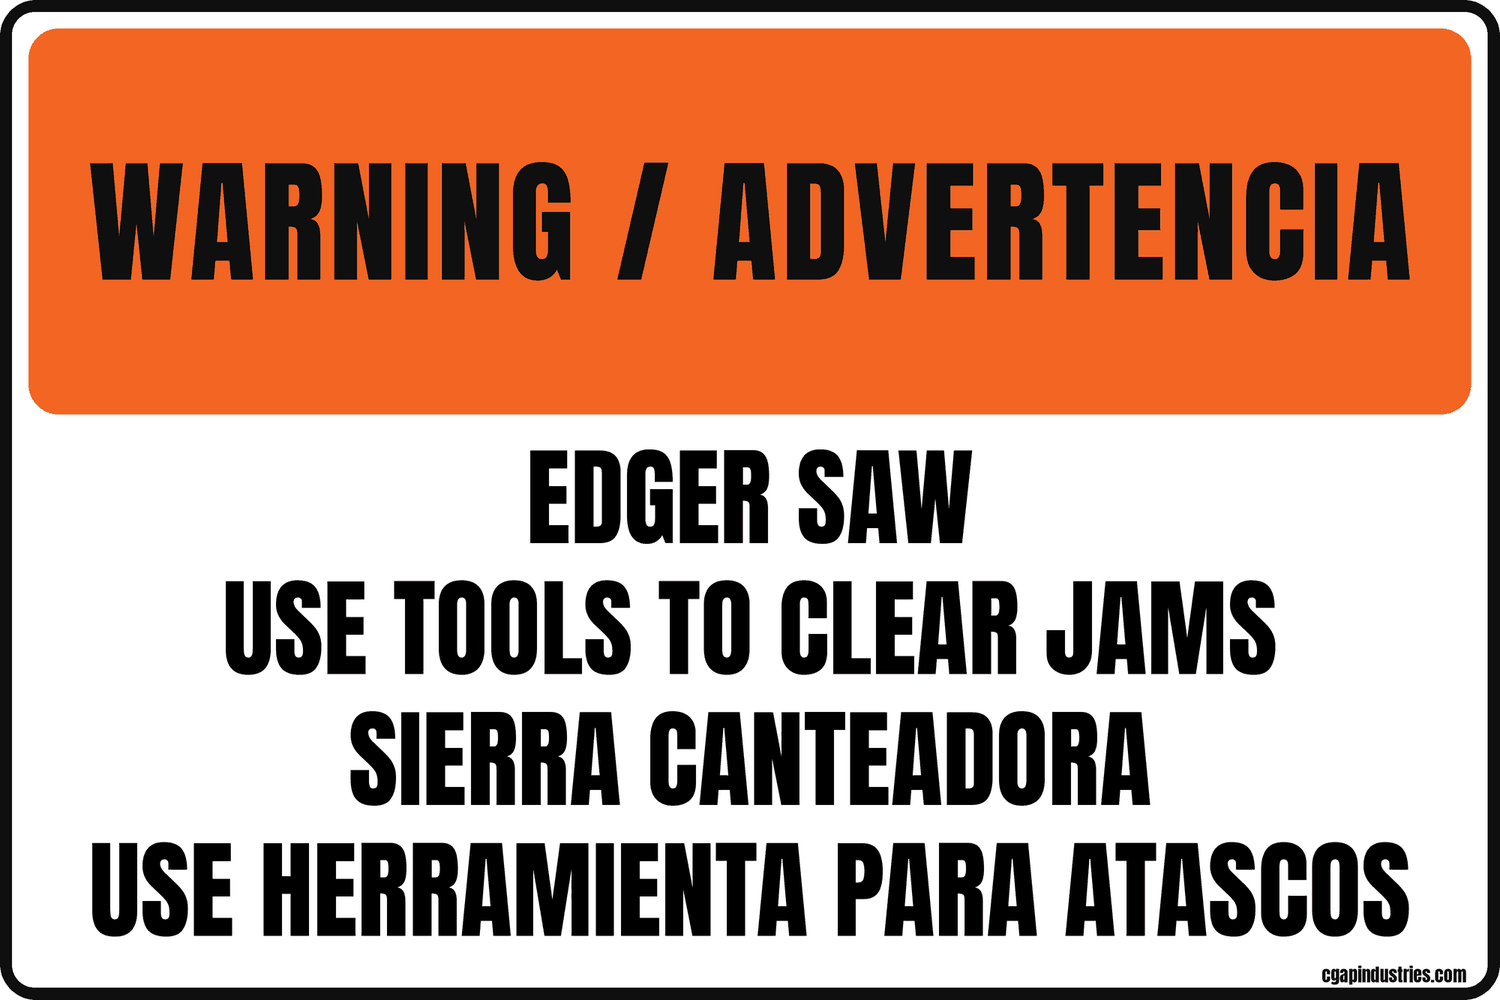 WARNING / ADVERTENCIA
EDGER SAW
USE TOOLS TO CLEAR JAMS
SIERRA CANTEADORA
USE HERRAMIENTA PARA ATASCOS
cgapindustries.com